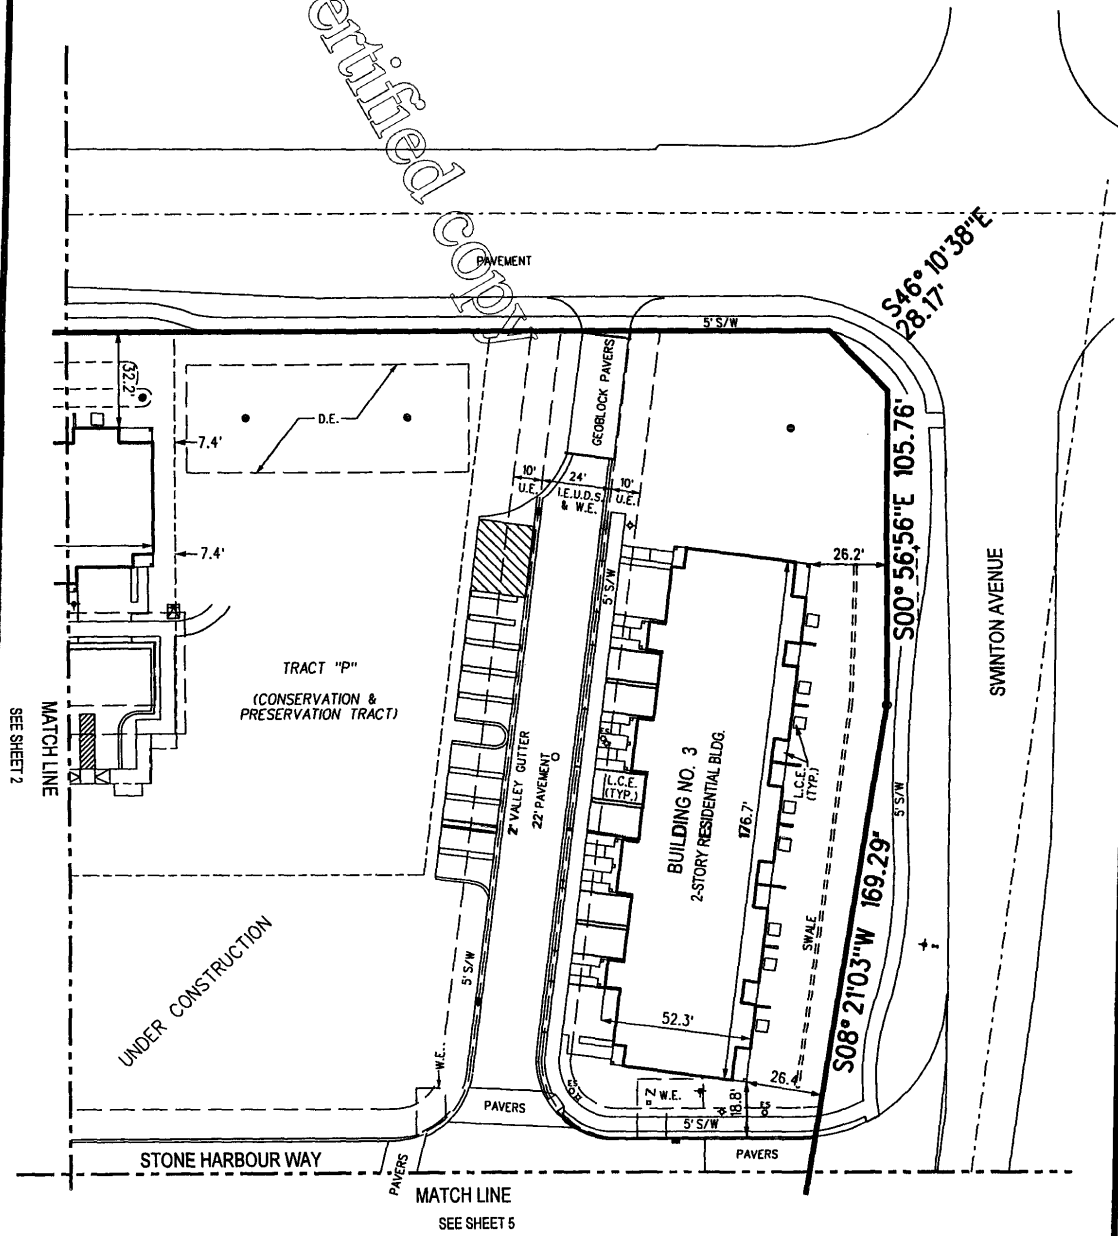 ertified copy
PAVEMENT
S46° 10'38"E
28.17'
5' S/W
GEOBLOCK PAVERS
32.2'
D.E.
7.4'
10'
U.E.
24'
I.E.U.D.S.
& W.E.
10'
U.E.
S00° 56'56"E 105.76'
7.4'
26.2'
5' S/W
SWINTON AVENUE
TRACT "P"
(CONSERVATION &
PRESERVATION TRACT)
MATCH LINE
SEE SHEET 2
2' VALLEY GUTTER
22' PAVEMENT
ES
L.C.E.
(TYP.)
BUILDING NO. 3
2-STORY RESIDENTIAL BLDG.
176.7'
L.C.E.
(TYP.)
5' S/W
S08° 21'03"W 169.29'
SWALE
UNDER CONSTRUCTION
5' S/W
52.3'
W.E.
26.4'
ES
W.E.
18.8'
ES
PAVERS
5' S/W
STONE HARBOUR WAY
PAVERS
PAVERS
MATCH LINE
SEE SHEET 5